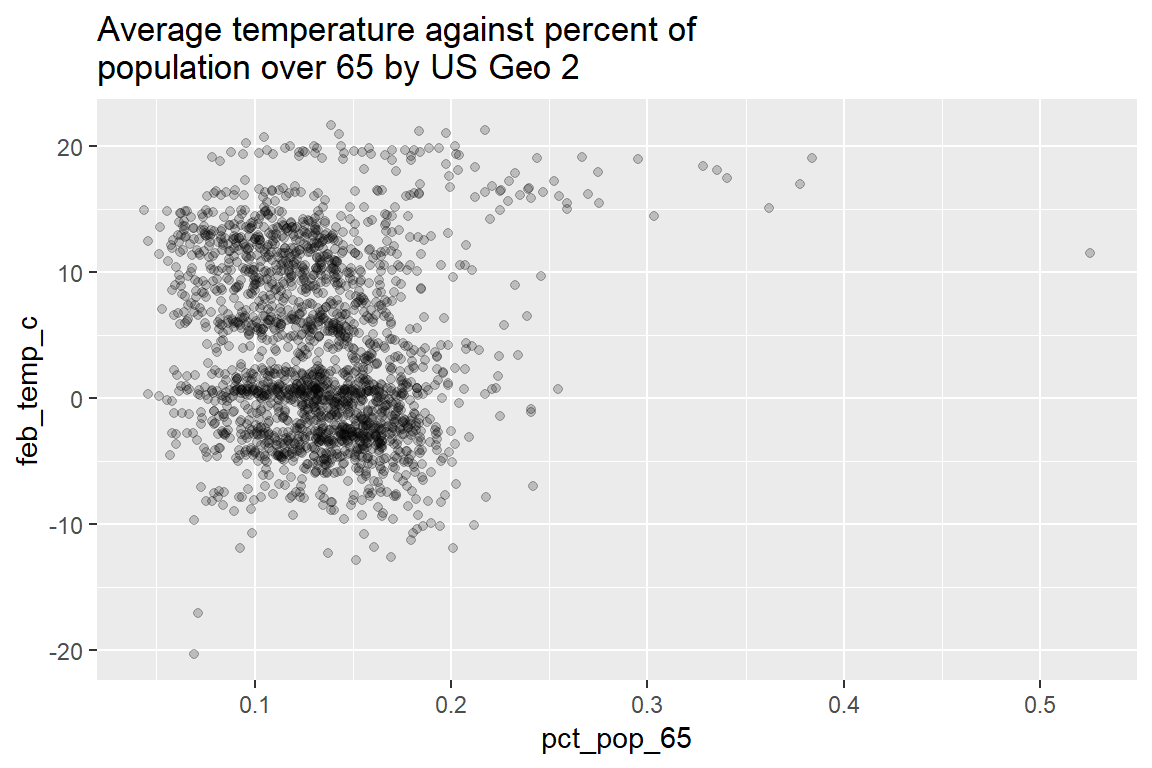 Average temperature against percent of
population over 65 by US Geo 2
feb_temp_c
20
10
0
-10
-20
0.1
0.2
0.3
0.4
0.5
pct_pop_65